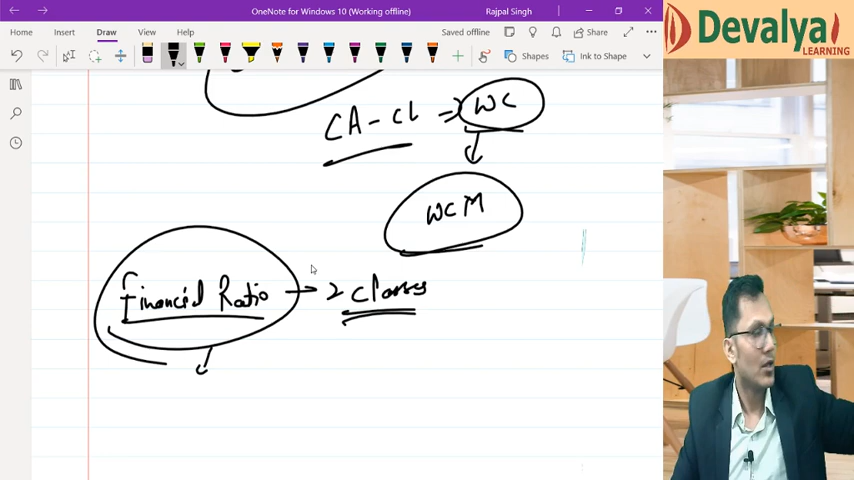 OneNote for Windows 10 (Working offline)
Rajpal Singh
Home Insert Draw View Help
Saved offline
Share
Shapes
Ink to Shape
Devalya
LEARNING
CA - CL ⇒ WC
WCM
Financial Ratio → 2 classes